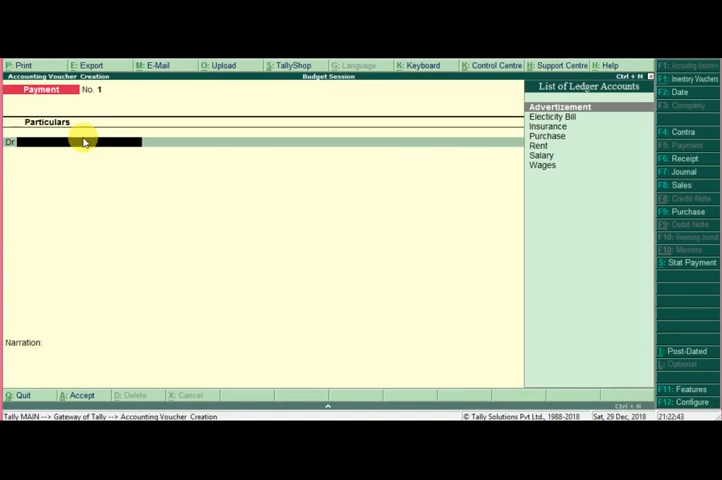 P: Print E: Export M: E-Mail O: Upload S: TallyShop G: Language K: Keyboard K: Control Centre H: Support Centre H: Help
Accounting Voucher Creation Budget Session Ctrl + M
Payment No. 1
Particulars
Dr
Narration:
List of Ledger Accounts
Advertizement
Electicity Bill
Insurance
Purchase
Rent
Salary
Wages
F1: Accounting Vouchers
F1: Inventory Vouchers
F2: Date
F3: Company
F4: Contra
F5: Payment
F6: Receipt
F7: Journal
F8: Sales
F8: Credit Note
F9: Purchase
F9: Debit Note
F10: Reversing Journal
F10: Memos
S: Stat Payment
T: Post-Dated
L: Optional
F11: Features
F12: Configure
Q: Quit A: Accept D: Delete X: Cancel
Ctrl + N
Tally MAIN --> Gateway of Tally --> Accounting Voucher Creation © Tally Solutions Pvt Ltd., 1988-2018 Sat, 29 Dec, 2018 21:22:43